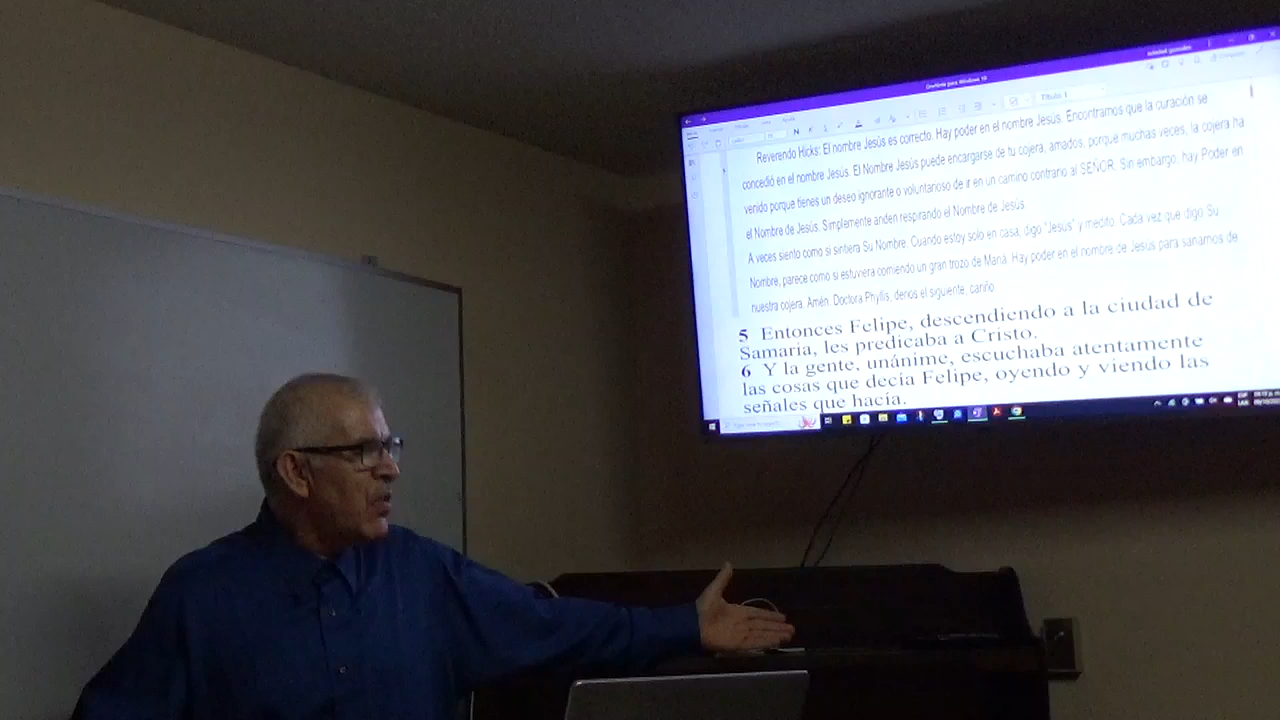 OneNote para Windows 10
Título 1
Reverendo Hicks: El nombre Jesús es correcto. Hay poder en el nombre Jesús. Encontramos que la curación se
concedió en el nombre Jesús. El Nombre Jesús puede encargarse de tu cojera, amados, porque muchas veces, la cojera ha
venido porque tienes un deseo ignorante o voluntarioso de ir en un camino contrario al SEÑOR. Sin embargo, hay Poder en
el Nombre de Jesús. Simplemente anden respirando el Nombre de Jesús
A veces siento como si sintiera Su Nombre. Cuando estoy solo en casa, digo "Jesús" y medito. Cada vez que digo Su
Nombre, parece como si estuviera comiendo un gran trozo de Maná. Hay poder en el nombre de Jesús para sanarnos de
nuestra cojera. Amén. Doctora Phyllis, denos el siguiente, cariño
5 Entonces Felipe, descendiendo a la ciudad de
Samaria, les predicaba a Cristo.
6 Y la gente, unánime, escuchaba atentamente
las cosas que decía Felipe, oyendo y viendo las
señales que hacía.